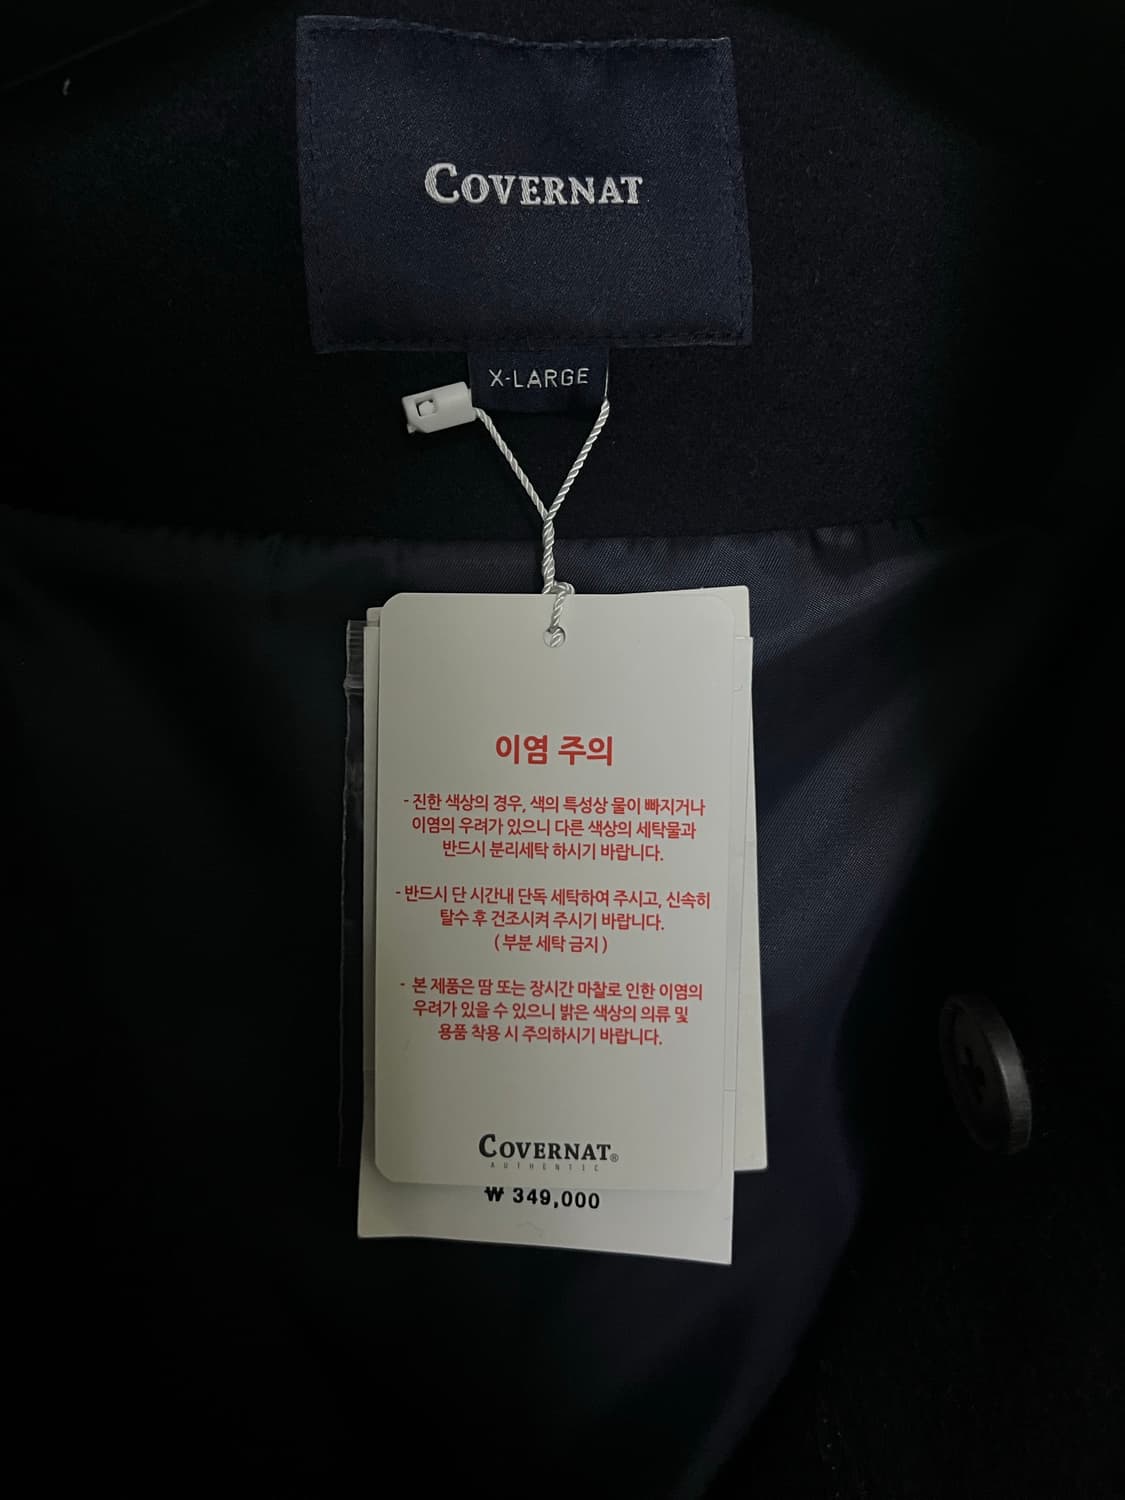 COVERNAT
X-LARGE
이염 주의
- 진한 색상의 경우, 색의 특성상 물이 빠지거나
이염의 우려가 있으니 다른 색상의 세탁물과
반드시 분리세탁 하시기 바랍니다.
- 반드시 단 시간내 단독 세탁하여 주시고, 신속히
탈수 후 건조시켜 주시기 바랍니다.
( 부분 세탁 금지 )
- 본 제품은 땀 또는 장시간 마찰로 인한 이염의
우려가 있을 수 있으니 밝은 색상의 의류 및
용품 착용 시 주의하시기 바랍니다.
COVERNAT®
AUTHENTIC
₩ 349,000